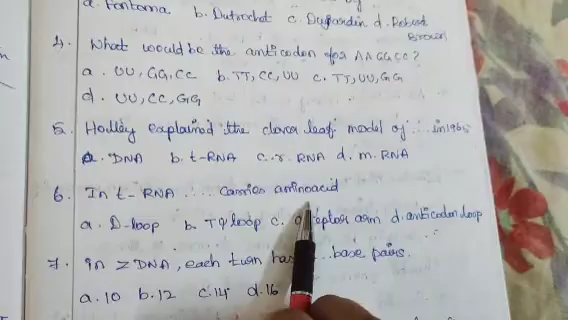 a. Fontoma b. Dutrochet c. Dujardin d. Robert Brown
4. What would be the anticodon for AAGGCC?
a. UU, GG, CC b. TT, CC, UU c. TT, UU, GG
d. UU, CC, GG
5. Holley explained the clover leaf model of ... in 1965
a. DNA b. t-RNA c. r. RNA d. m. RNA
6. In t-RNA .... Carries aminoacid
a. D-loop b. TΨ loop c. arm d. anticodon loop
7. In Z DNA, each turn has ... base pairs.
a. 10 b. 12 c. 14 d. 16